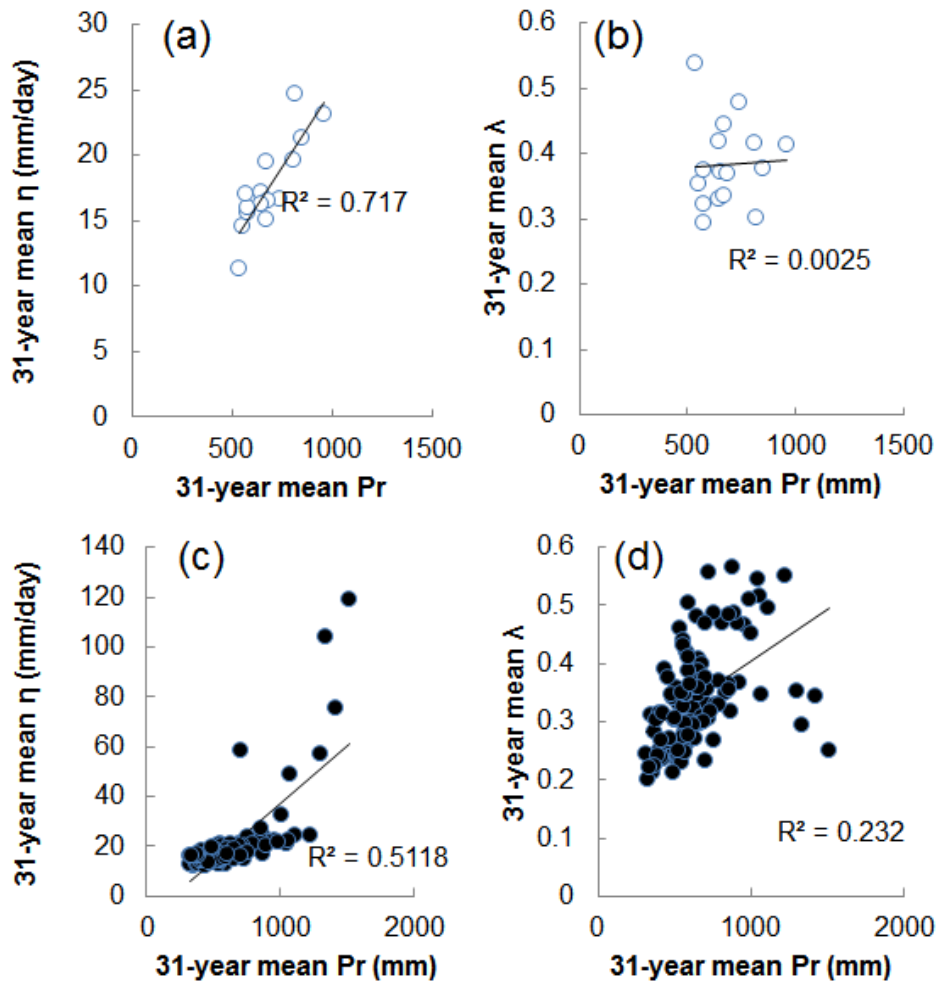 (a)
31-year mean η (mm/day)
30
25
20
15
10
5
0
R² = 0.717
0
500
1000
1500
31-year mean Pr
(b)
31-year mean λ
0.6
0.5
0.4
0.3
0.2
0.1
0
R² = 0.0025
0
500
1000
1500
31-year mean Pr (mm)
(c)
31-year mean η (mm/day)
140
120
100
80
60
40
20
0
R² = 0.5118
0
1000
2000
31-year mean Pr (mm)
(d)
31-year mean λ
0.6
0.5
0.4
0.3
0.2
0.1
0
R² = 0.232
0
1000
2000
31-year mean Pr (mm)